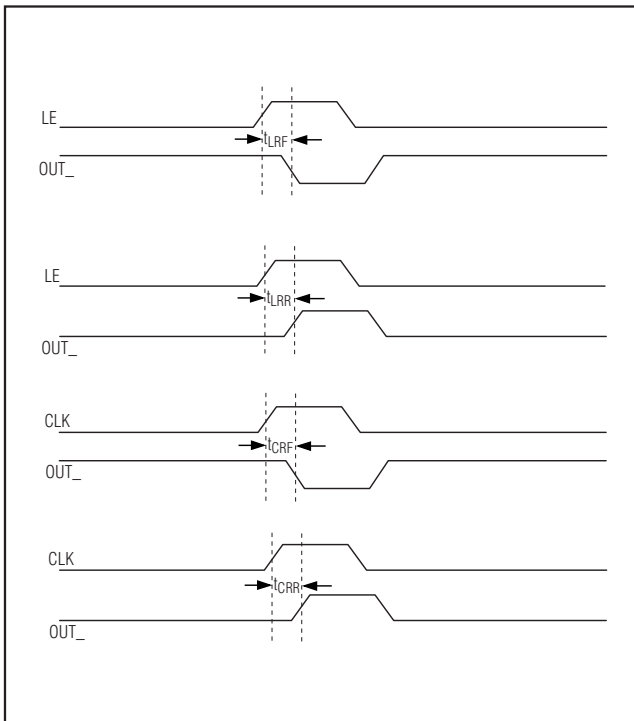 LE
tLRF
OUT_
LE
tLRR
OUT_
CLK
tCRF
OUT_
CLK
tCRR
OUT_